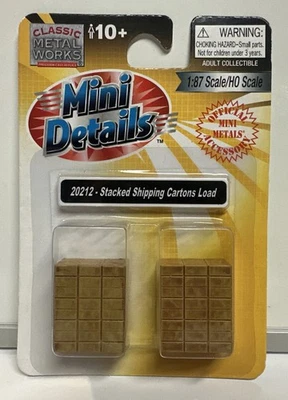 CLASSIC
METAL
WORKS
10+
WARNING:
CHOKING HAZARD-Small parts.
Not for children under 3 years.
ADULT COLLECTIBLE
1:87 Scale/HO Scale
Mini
Details
TM
OFFICIAL
MINI
METALS
ACCESSORY
20212 - Stacked Shipping Cartons Load